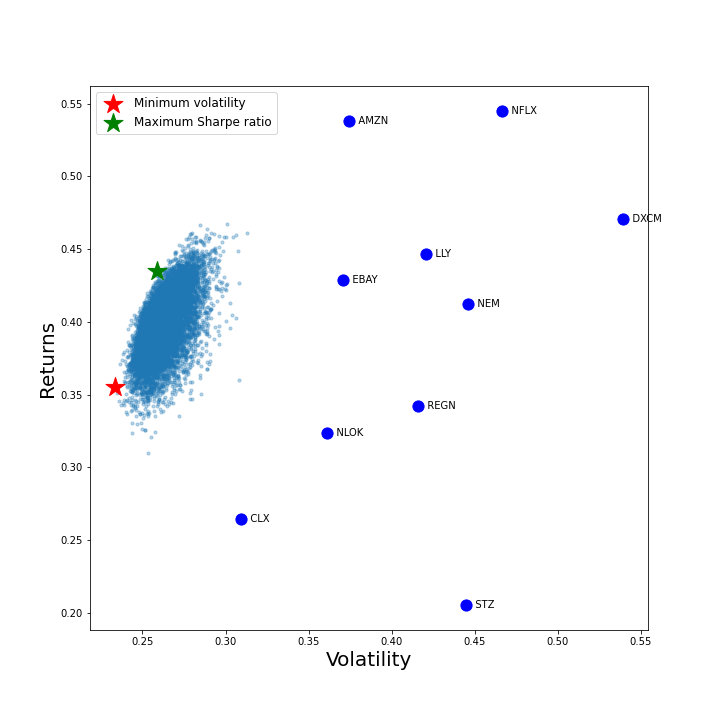 Minimum volatility
Maximum Sharpe ratio
0.55
0.50
0.45
0.40
0.35
0.30
0.25
0.20
Returns
AMZN
NFLX
DXCM
LLY
EBAY
NEM
REGN
NLOK
CLX
STZ
0.25 0.30 0.35 0.40 0.45 0.50 0.55
Volatility